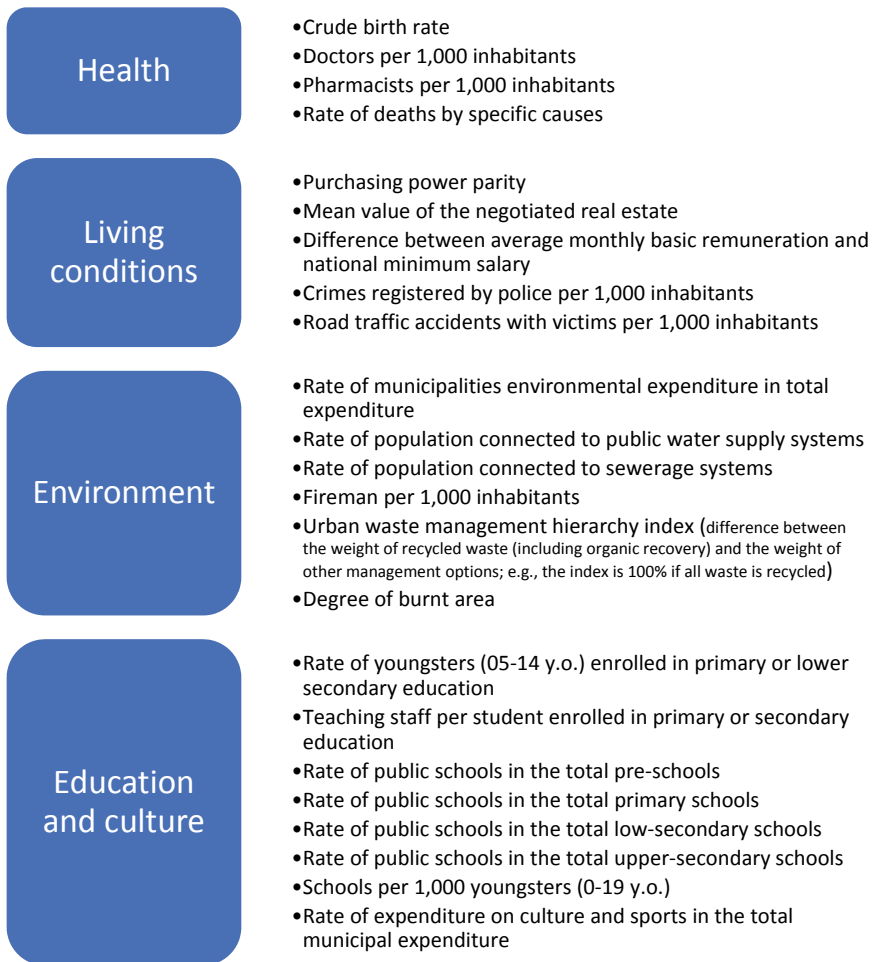 Health
•Crude birth rate
•Doctors per 1,000 inhabitants
•Pharmacists per 1,000 inhabitants
•Rate of deaths by specific causes
Living
conditions
•Purchasing power parity
•Mean value of the negotiated real estate
•Difference between average monthly basic remuneration and
national minimum salary
•Crimes registered by police per 1,000 inhabitants
•Road traffic accidents with victims per 1,000 inhabitants
Environment
•Rate of municipalities environmental expenditure in total
expenditure
•Rate of population connected to public water supply systems
•Rate of population connected to sewerage systems
•Fireman per 1,000 inhabitants
•Urban waste management hierarchy index (difference between
the weight of recycled waste (including organic recovery) and the weight of
other management options; e.g., the index is 100% if all waste is recycled)
•Degree of burnt area
Education
and culture
•Rate of youngsters (05-14 y.o.) enrolled in primary or lower
secondary education
•Teaching staff per student enrolled in primary or secondary
education
•Rate of public schools in the total pre-schools
•Rate of public schools in the total primary schools
•Rate of public schools in the total low-secondary schools
•Rate of public schools in the total upper-secondary schools
•Schools per 1,000 youngsters (0-19 y.o.)
•Rate of expenditure on culture and sports in the total
municipal expenditure